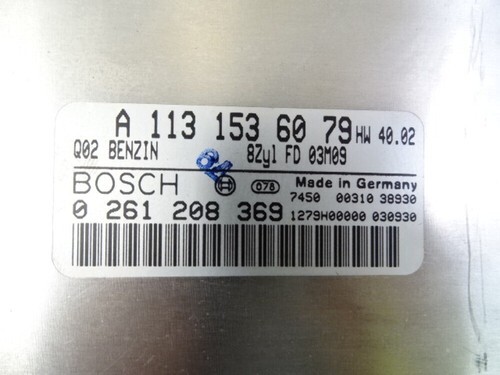 A 113 153 60 79 HW 40.02
Q02 BENZIN 8Zyl FD 03M09
BOSCH 078 Made in Germany
7450 00310 38930
0 261 208 369 1279H00000 030930